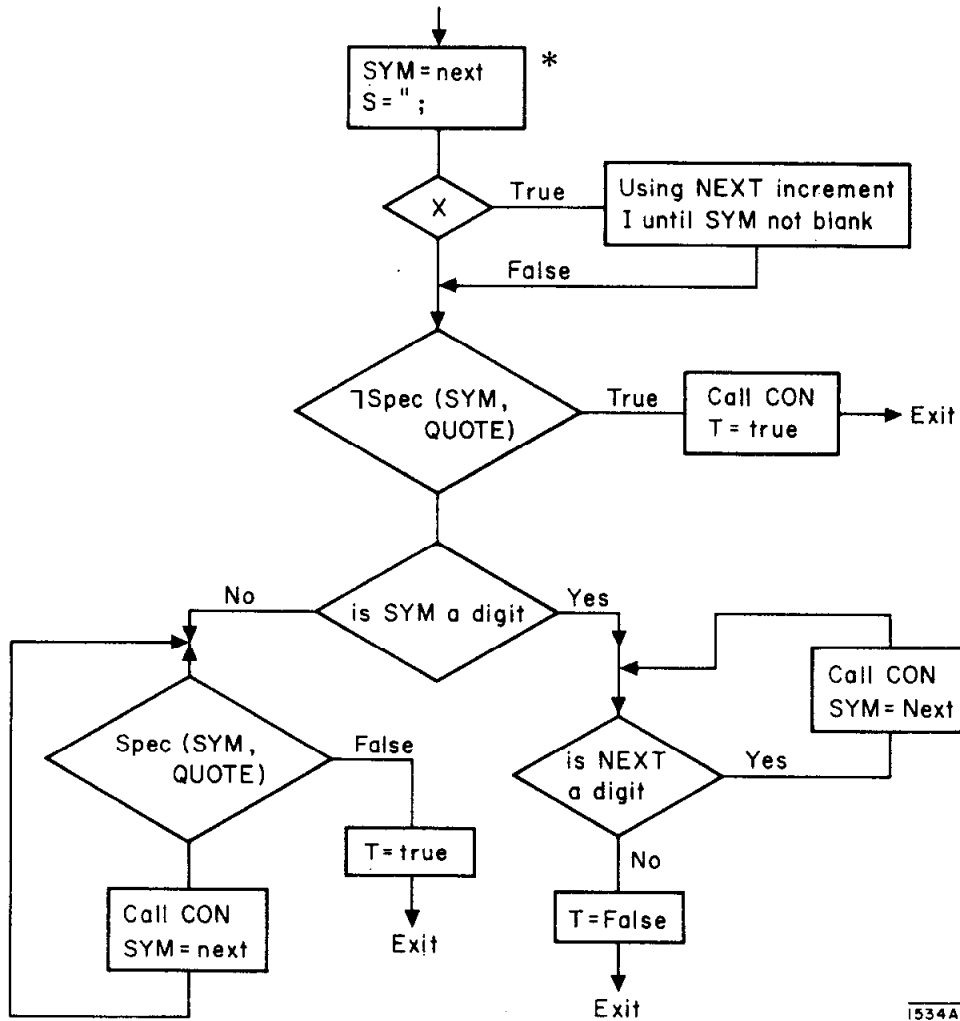 SYM=next
S=";
*
X
True
Using NEXT increment
I until SYM not blank
False
⅂Spec (SYM,
QUOTE)
True
Call CON
T=true
Exit
is SYM a digit
No
Yes
Spec (SYM,
QUOTE)
False
Call CON
SYM=next
T=true
Exit
is NEXT
a digit
Yes
Call CON
SYM=Next
No
T=False
Exit
1534A